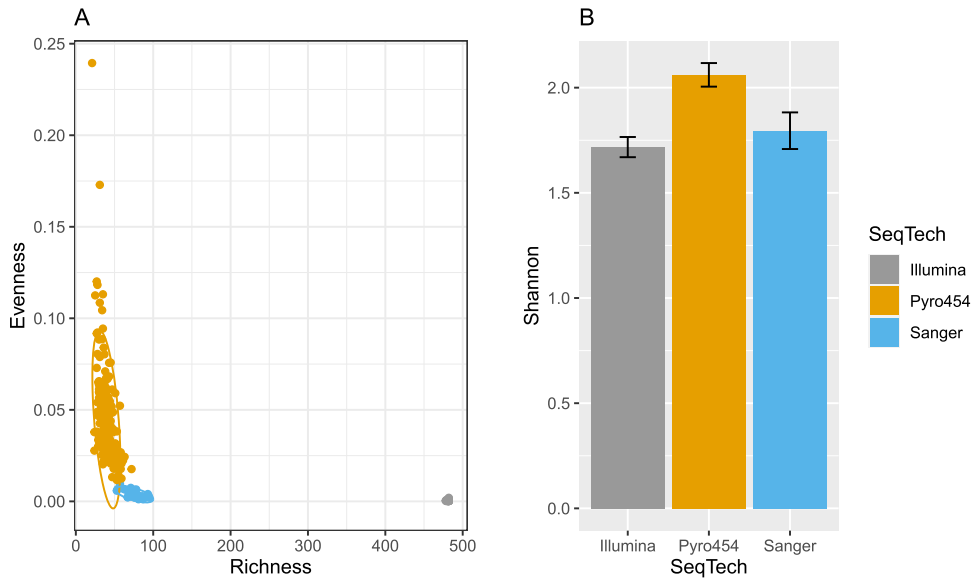 A
0.25
0.20
0.15
0.10
0.05
0.00
Evenness
0 100 200 300 400 500
Richness
B
2.0
1.5
1.0
0.5
0.0
Shannon
Illumina Pyro454 Sanger
SeqTech
SeqTech
Illumina
Pyro454
Sanger